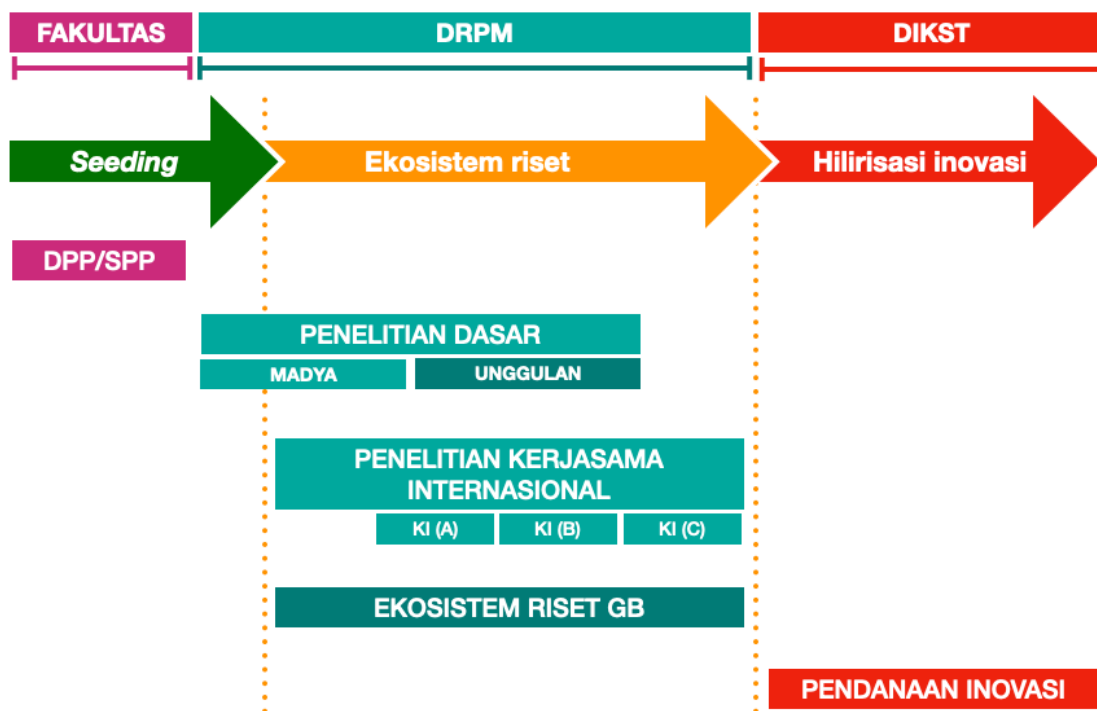 FAKULTAS
DRPM
DIKST
Seeding
Ekosistem riset
Hilirisasi inovasi
DPP/SPP
PENELITIAN DASAR
MADYA
UNGGULAN
PENELITIAN KERJASAMA
INTERNASIONAL
KI (A)
KI (B)
KI (C)
EKOSISTEM RISET GB
PENDANAAN INOVASI